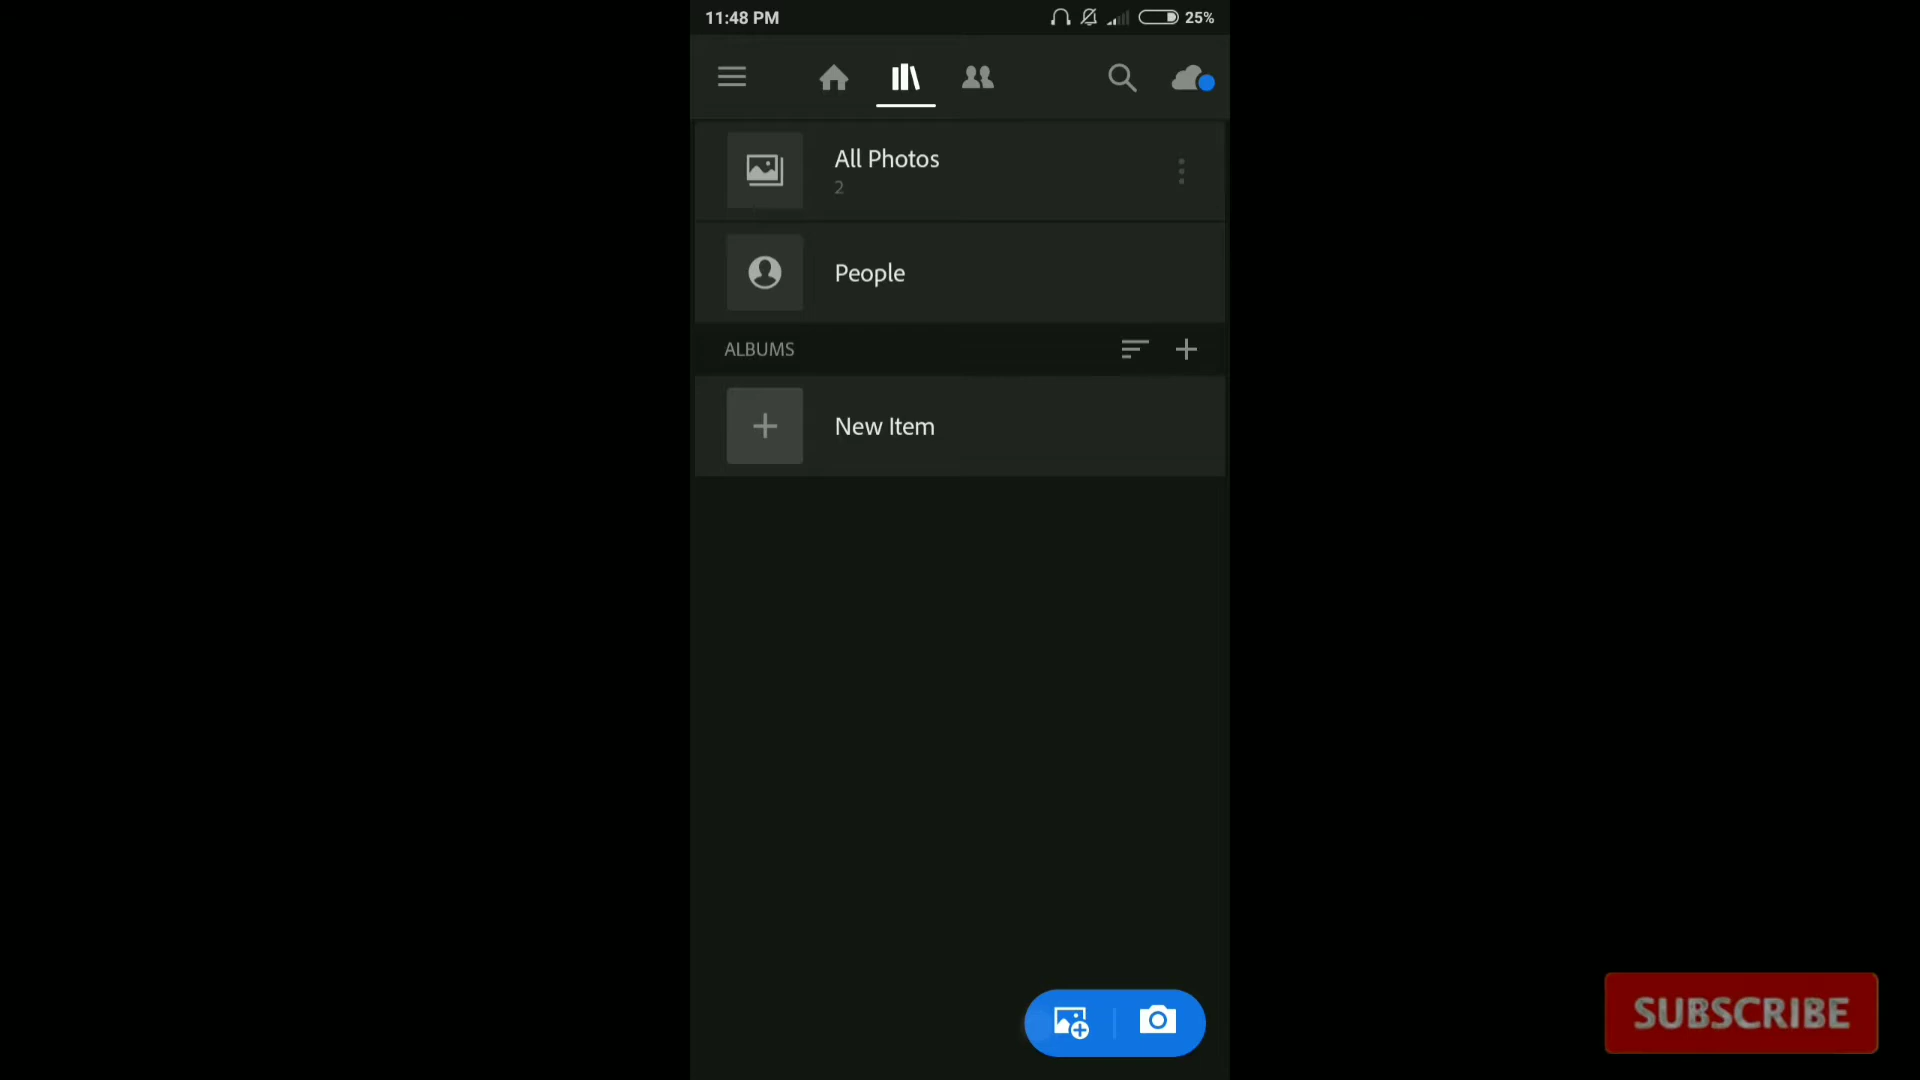 11:48 PM
25%
All Photos
2
People
ALBUMS
New Item
SUBSCRIBE